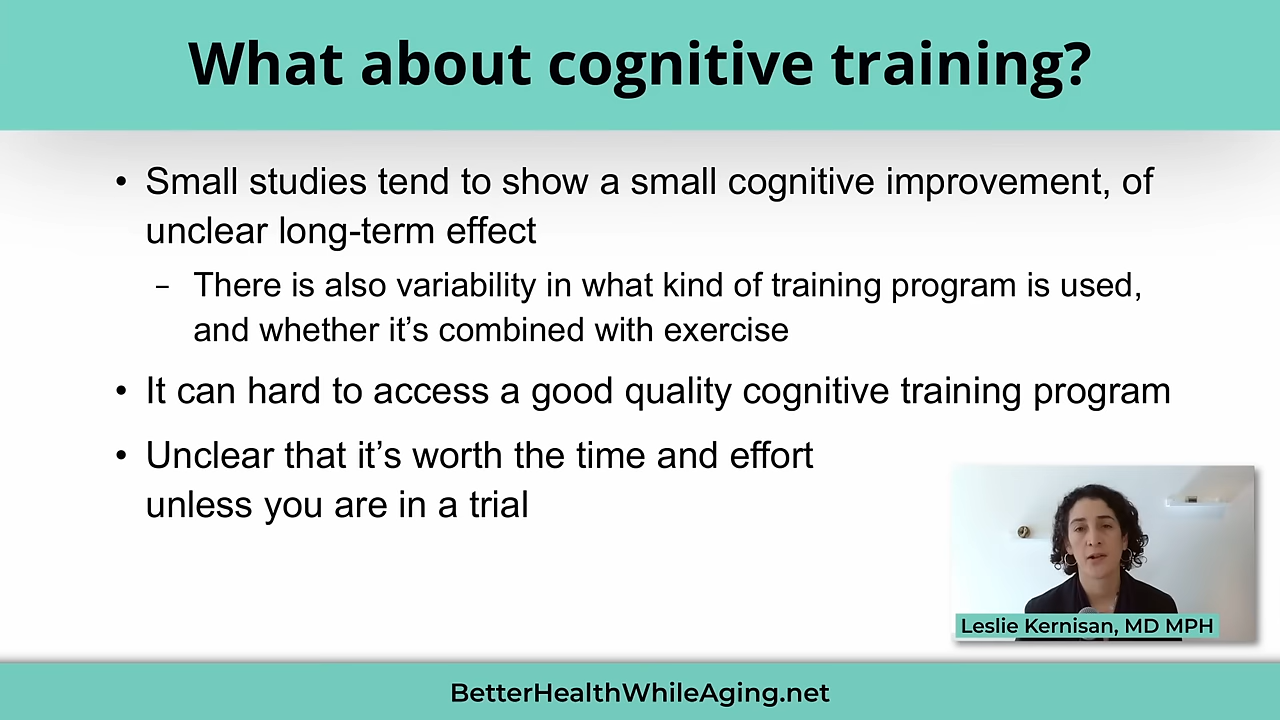 What about cognitive training?
• Small studies tend to show a small cognitive improvement, of
unclear long-term effect
– There is also variability in what kind of training program is used,
and whether it’s combined with exercise
• It can hard to access a good quality cognitive training program
• Unclear that it’s worth the time and effort
unless you are in a trial
Leslie Kernisan, MD MPH
BetterHealthWhileAging.net